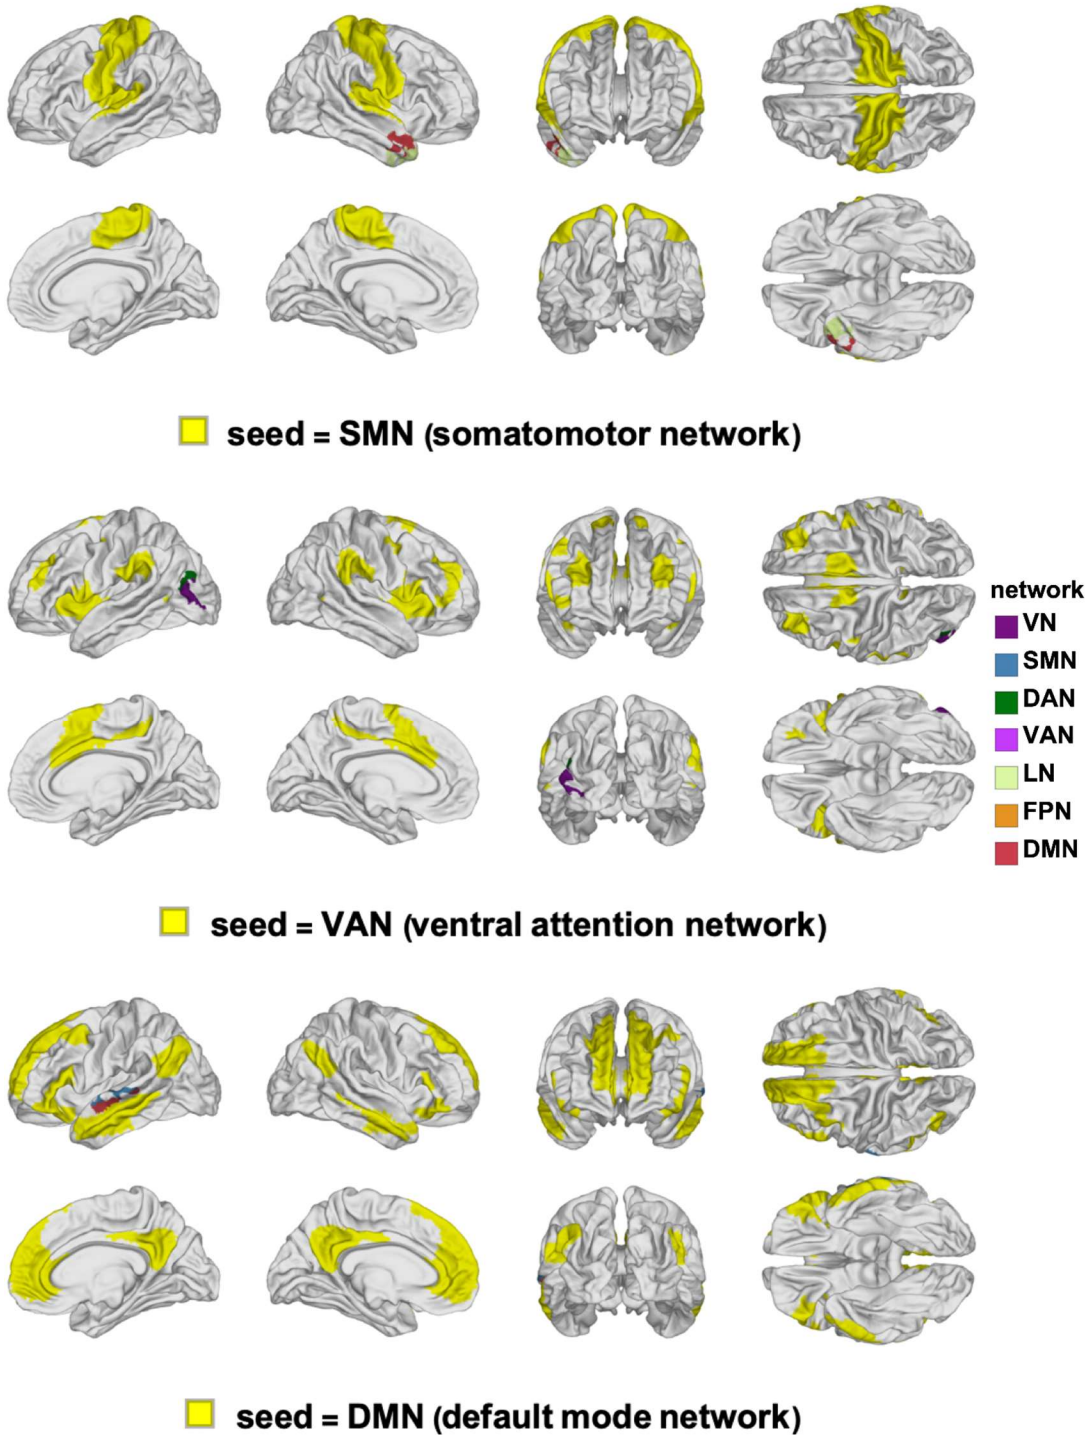 seed = SMN (somatomotor network)
network
VN
SMN
DAN
VAN
LN
FPN
DMN
seed = VAN (ventral attention network)
seed = DMN (default mode network)